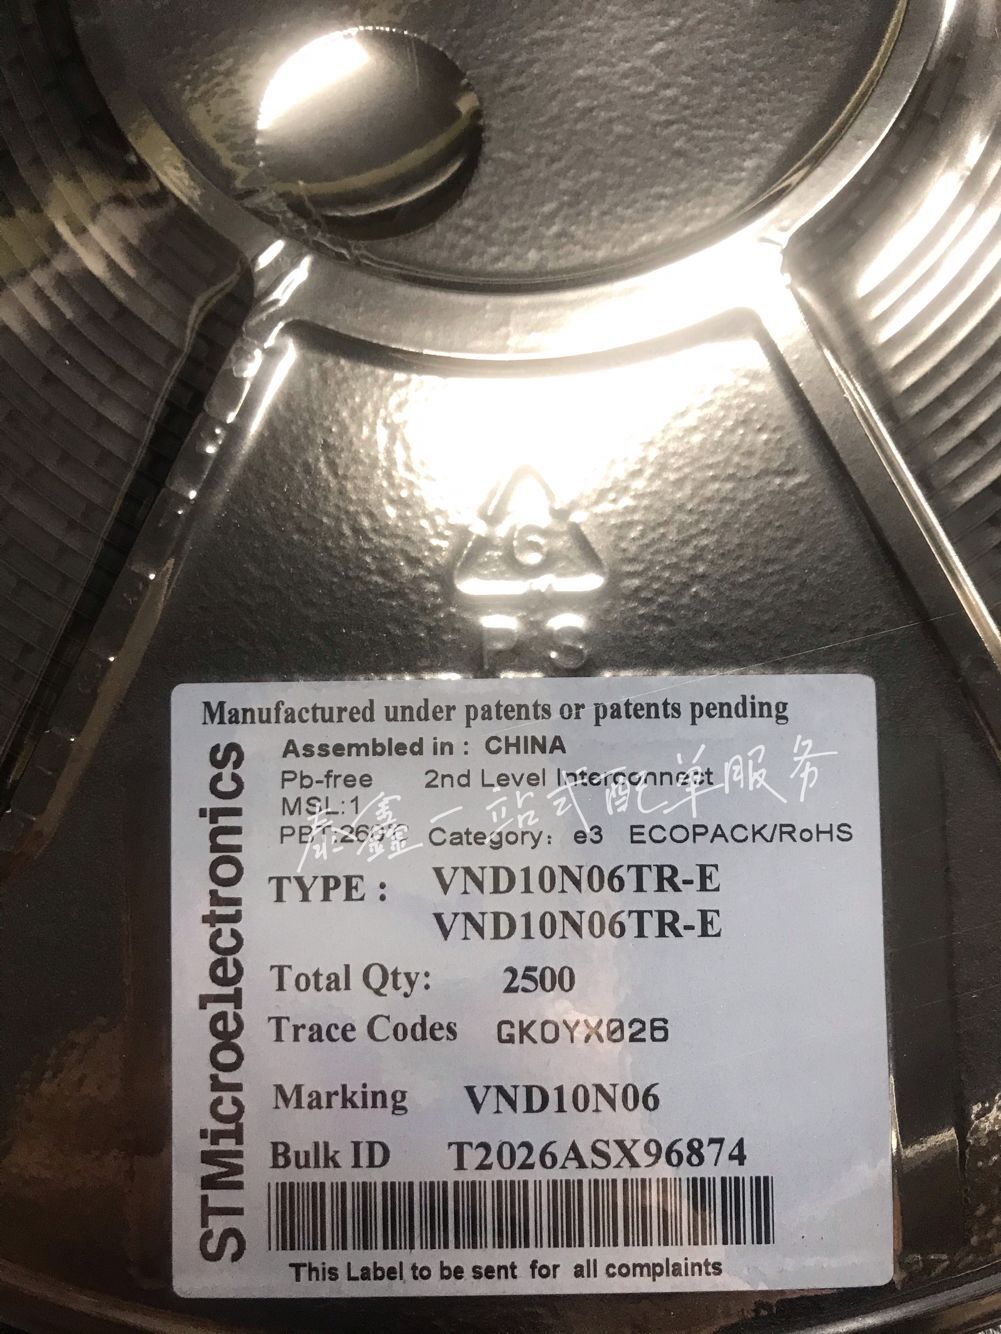 6
PS
Manufactured under patents or patents pending
STMicroelectronics
Assembled in : CHINA
Pb-free 2nd Level Interconnect
MSL:1
PBT:260°C Category: e3 ECOPACK/RoHS
泰鑫一站式配单服务
TYPE : VND10N06TR-E
VND10N06TR-E
Total Qty: 2500
Trace Codes GK0YX026
Marking VND10N06
Bulk ID T2026ASX96874
This Label to be sent for all complaints